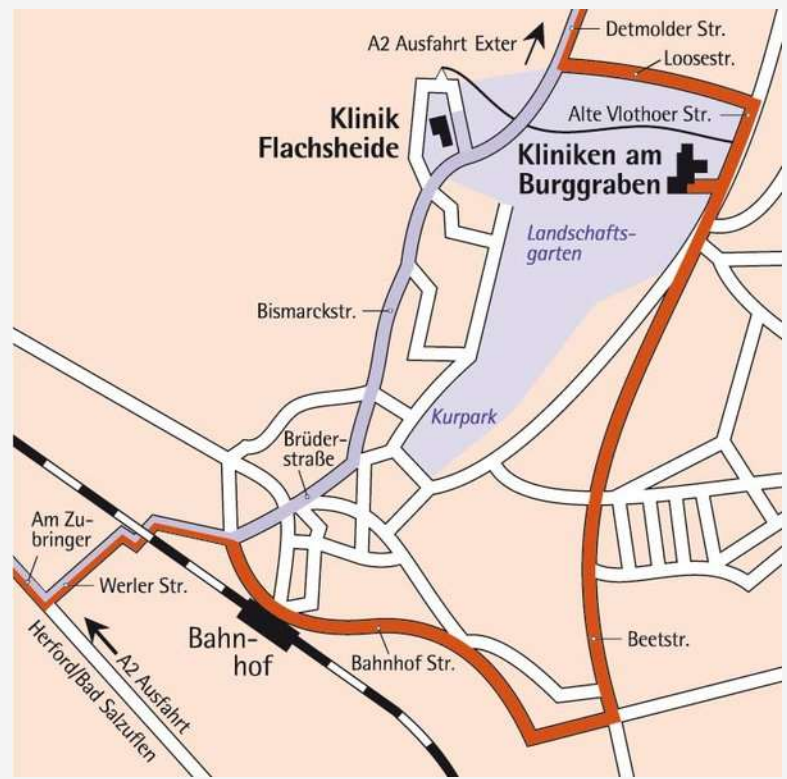 Detmolder Str.
A2 Ausfahrt Exter
Loosestr.
Alte Vlothoer Str.
Klinik
Flachsheide
Kliniken am
Burggraben
Landschafts-
garten
Bismarckstr.
Kurpark
Brüder-
straße
Am Zu-
bringer
Werler Str.
Bahn-
hof
Bahnhof Str.
Beetstr.
A2 Ausfahrt
Herford/Bad Salzuflen